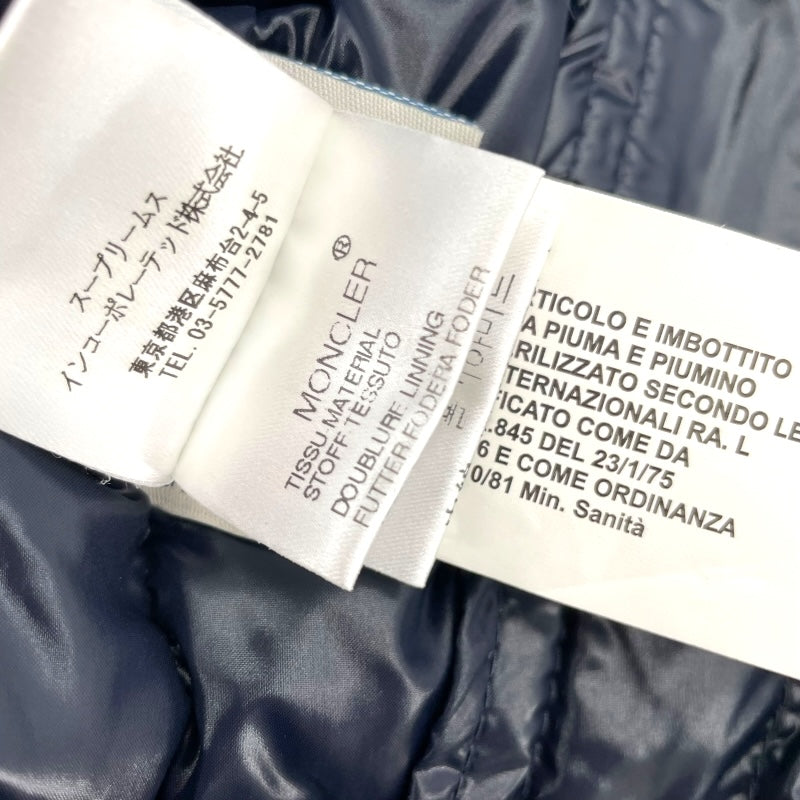 スープリームス
インコーポレーテッド株式会社
東京都港区麻布台2-4-5
TEL. 03-5777-2781
MONCLER ®
TISSU-MATERIAL
STOFF TESSUTO
DOUBLURE LINNING
FUTTER.FODERA FODER
TICOLO E IMBOTTITO
A PIUMA E PIUMINO
RILIZZATO SECONDO LE
TERNAZIONALI RA. L
FICATO COME DA
.845 DEL 23/1/75
6 E COME ORDINANZA
0/81 Min. Sanità